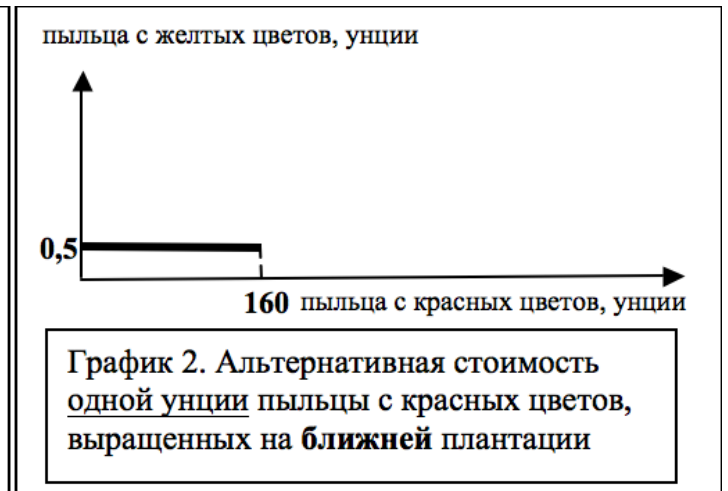 пыльца с желтых цветов, унции
0,5
160 пыльца с красных цветов, унции
График 2. Альтернативная стоимость
одной унции пыльцы с красных цветов,
выращенных на ближней плантации